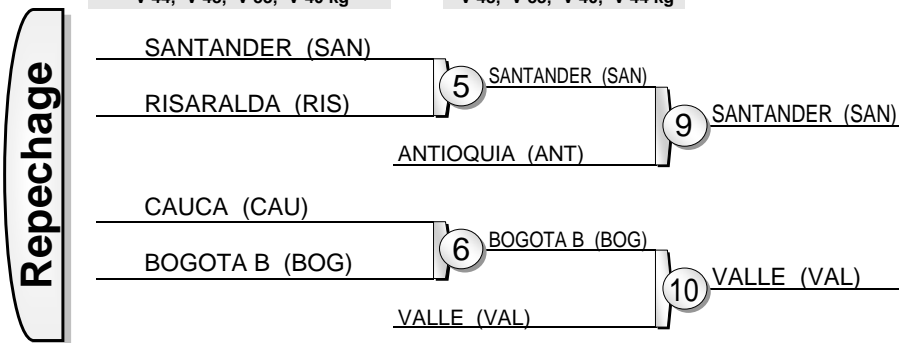 SANTANDER (SAN)
RISARALDA (RIS)
5
SANTANDER (SAN)
ANTIOQUIA (ANT)
9
SANTANDER (SAN)
Repechage
CAUCA (CAU)
BOGOTA B (BOG)
6
BOGOTA B (BOG)
VALLE (VAL)
10
VALLE (VAL)